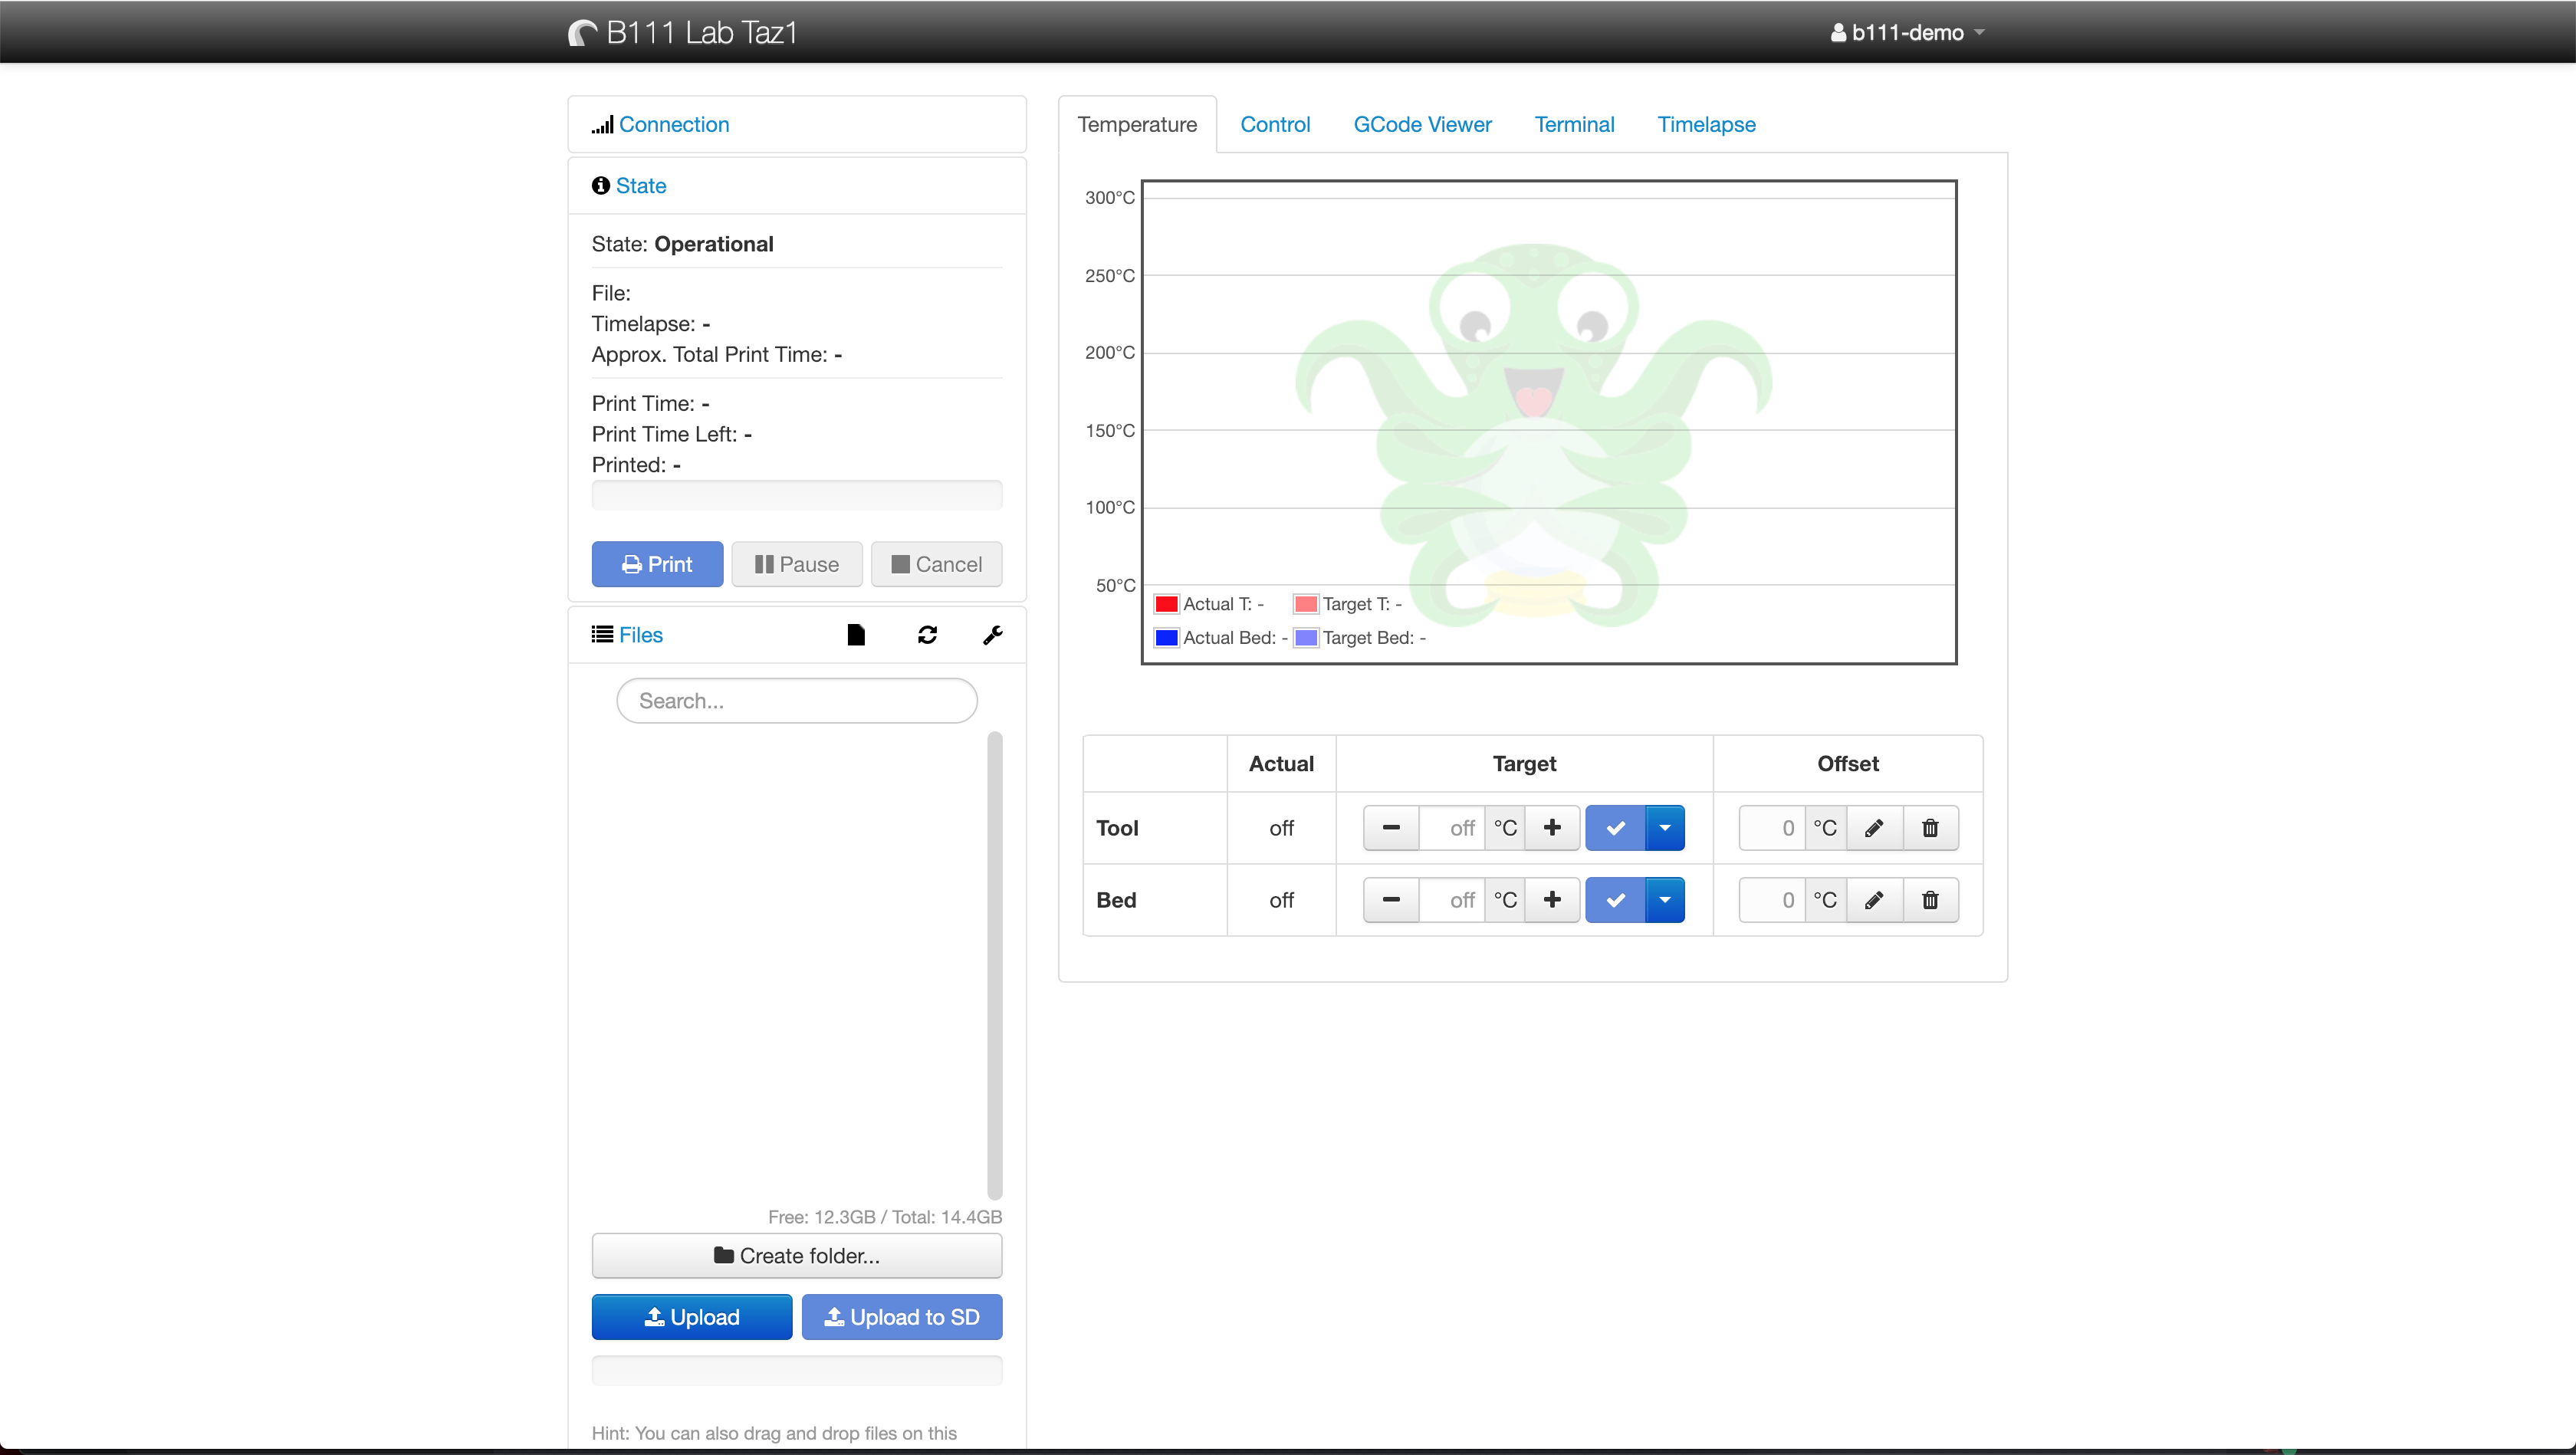 B111 Lab Taz1
b111-demo
Connection
State
State: Operational
File:
Timelapse: -
Approx. Total Print Time: -
Print Time: -
Print Time Left: -
Printed: -
Print Pause Cancel
Files
Search...
Free: 12.3GB / Total: 14.4GB
Create folder...
Upload Upload to SD
Hint: You can also drag and drop files on this
Temperature Control GCode Viewer Terminal Timelapse
300°C
250°C
200°C
150°C
100°C
50°C
Actual T: - Target T: -
Actual Bed: - Target Bed: -
Actual Target Offset
Tool off off °C 0 °C
Bed off off °C 0 °C